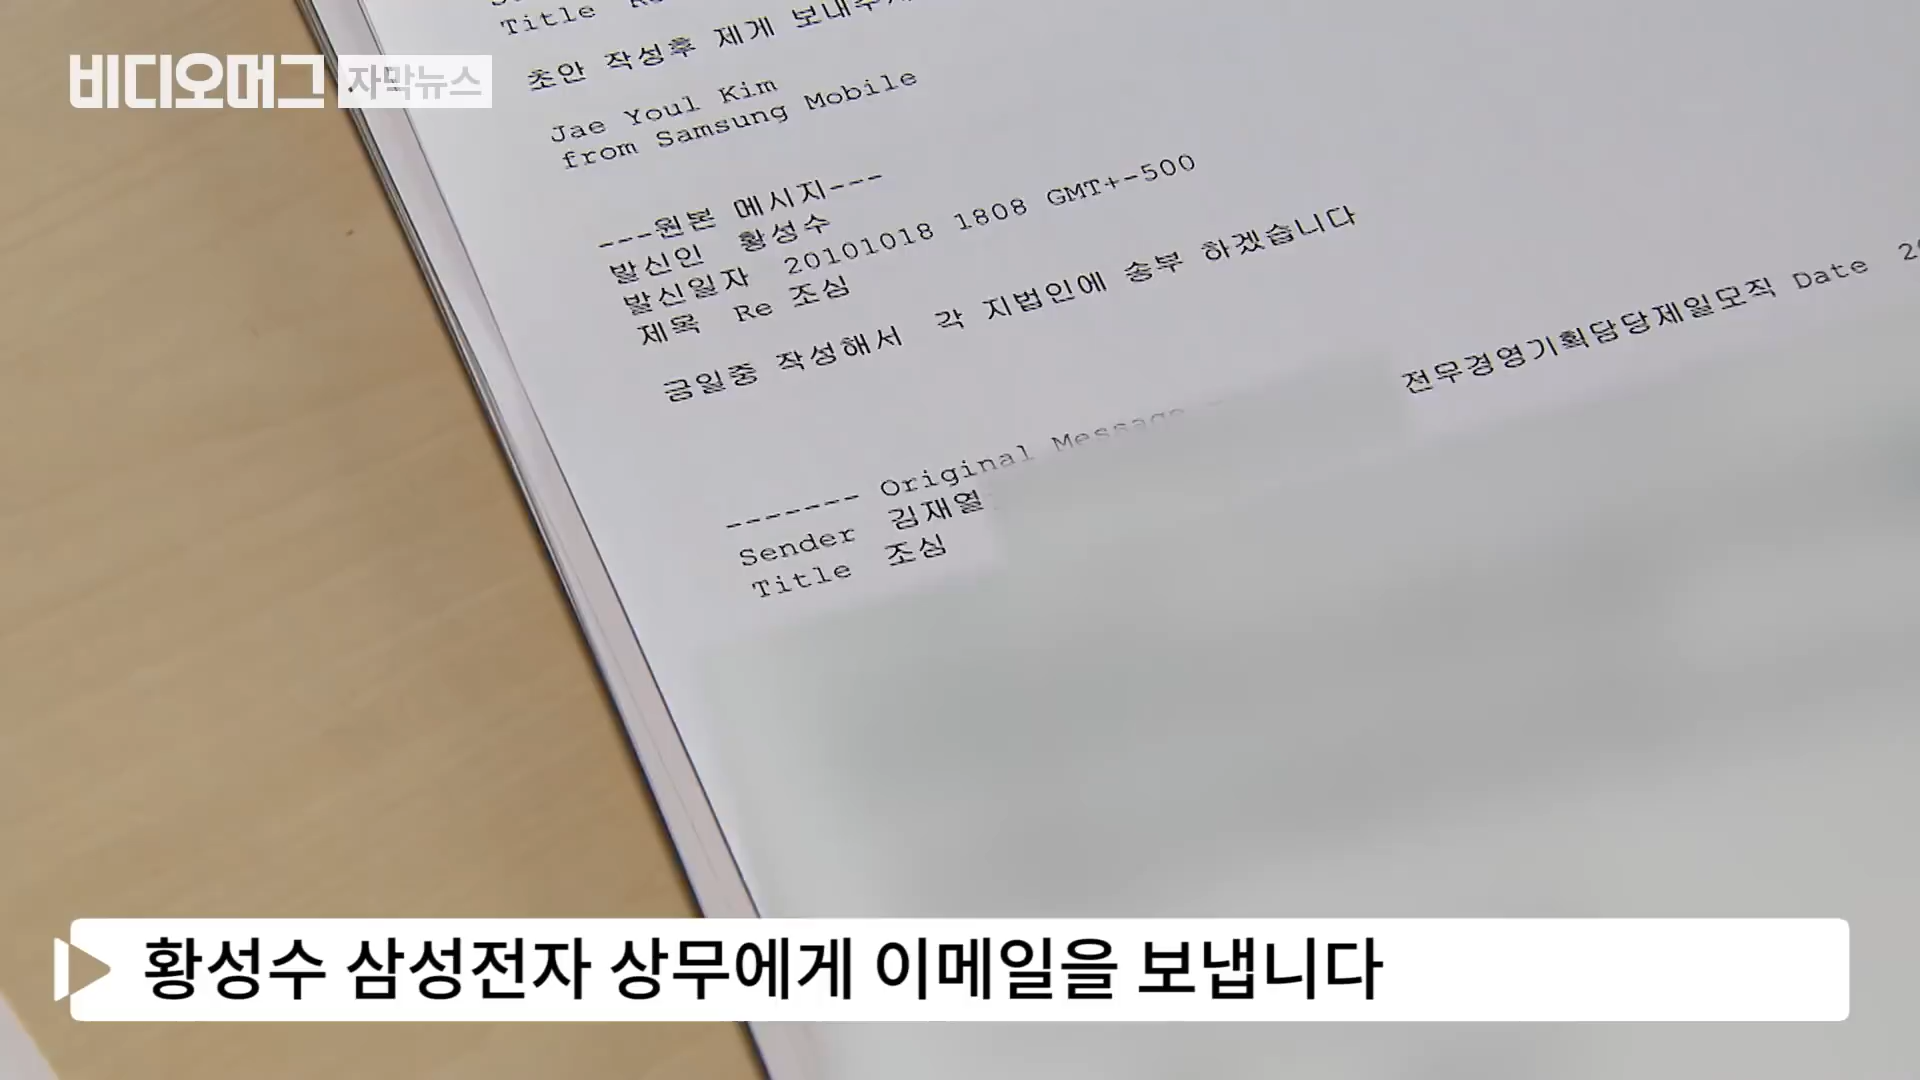 비디오머그 자막뉴스
Title
초안 작성후 제게
Jae Youl Kim
from Samsung Mobile
---원본 메시지---
발신인 황성수
발신일자 20101018 1808 GMT+-500
제목 Re 조심
금일중 작성해서 각 지법인에 송부 하겠습니다
전무경영기획담당제일모직 Date
------- Original Message -
Sender 김재열
Title 조심
황성수 삼성전자 상무에게 이메일을 보냅니다